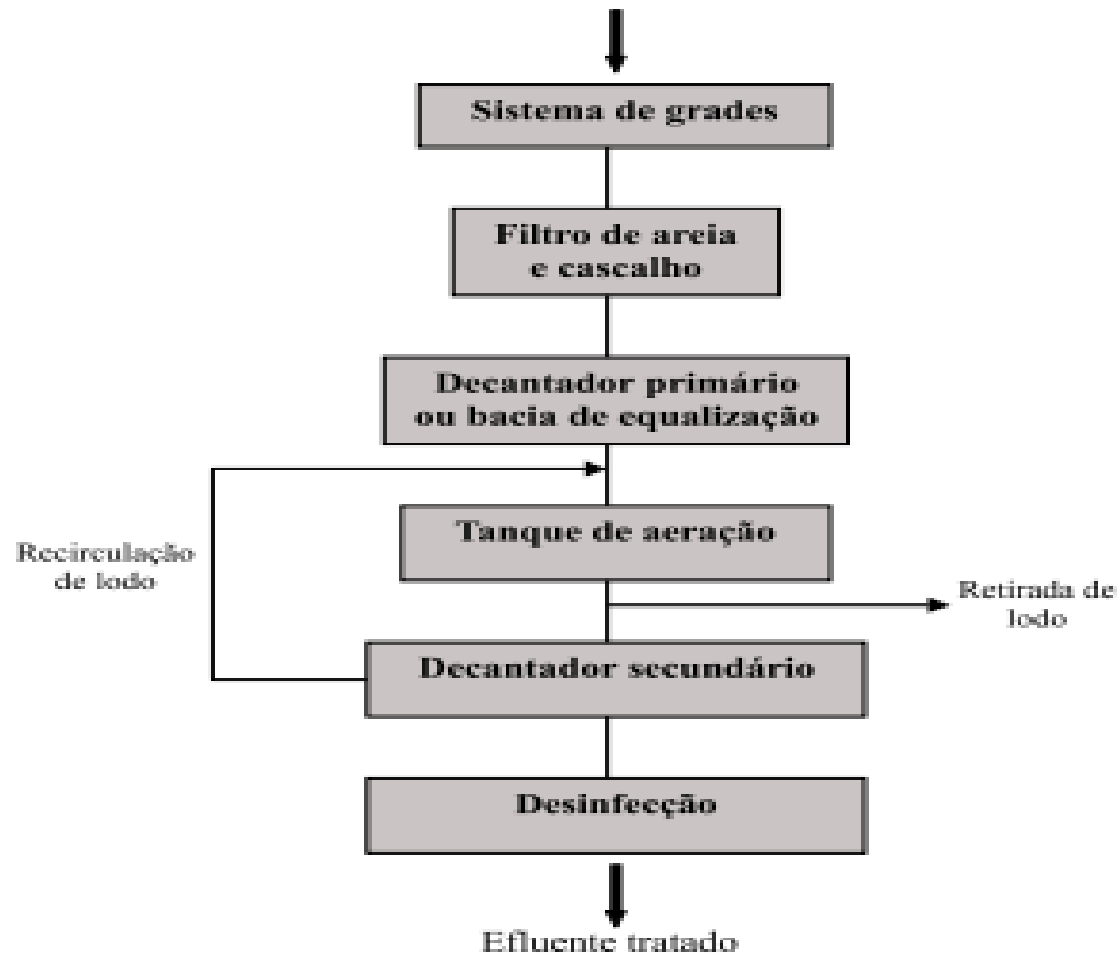 Sistema de grades
Filtro de areia
e cascalho
Decantador primário
ou bacia de equalização
Tanque de aeração
Recirculação
de lodo
Retirada de
lodo
Decantador secundário
Desinfecção
Efluente tratado